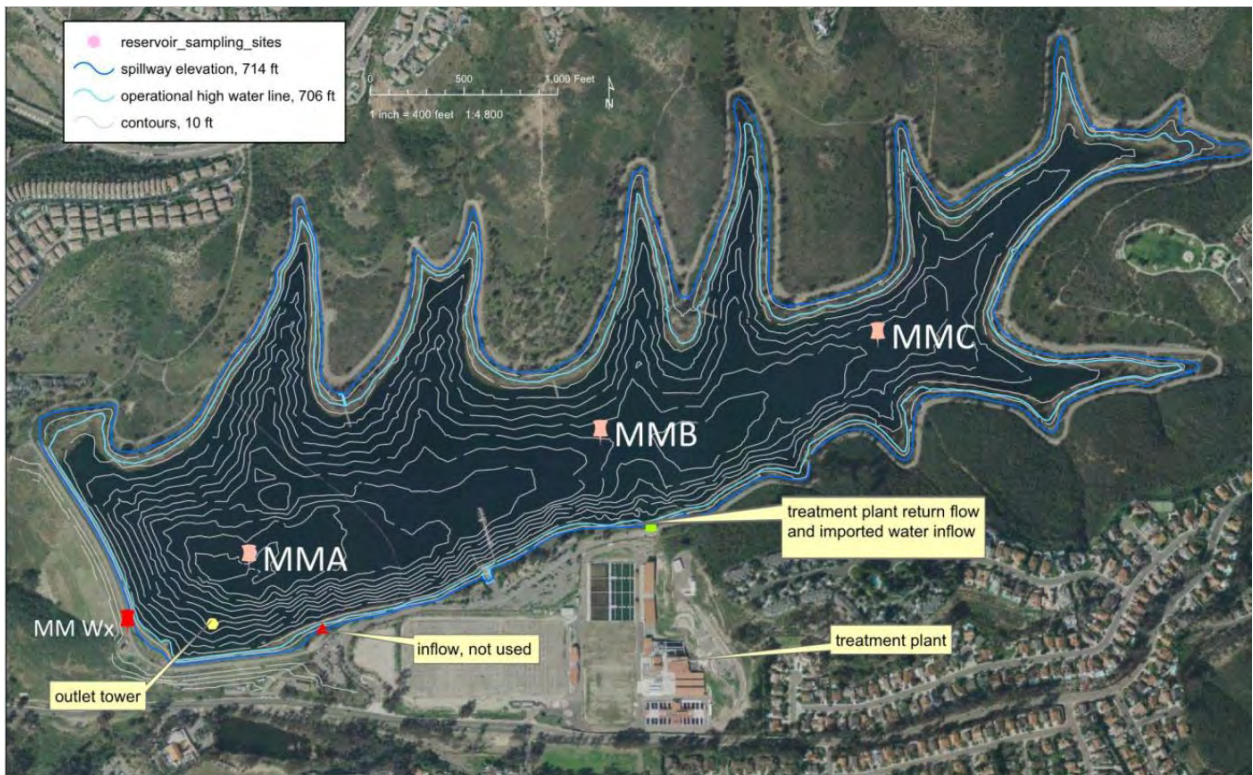 reservoir_sampling_sites
spillway elevation, 714 ft
operational high water line, 706 ft
contours, 10 ft
0 500 1,000 Feet
1 inch = 400 feet 1:4,800
N
MMC
MMB
treatment plant return flow
and imported water inflow
MMA
MM Wx
inflow, not used
treatment plant
outlet tower